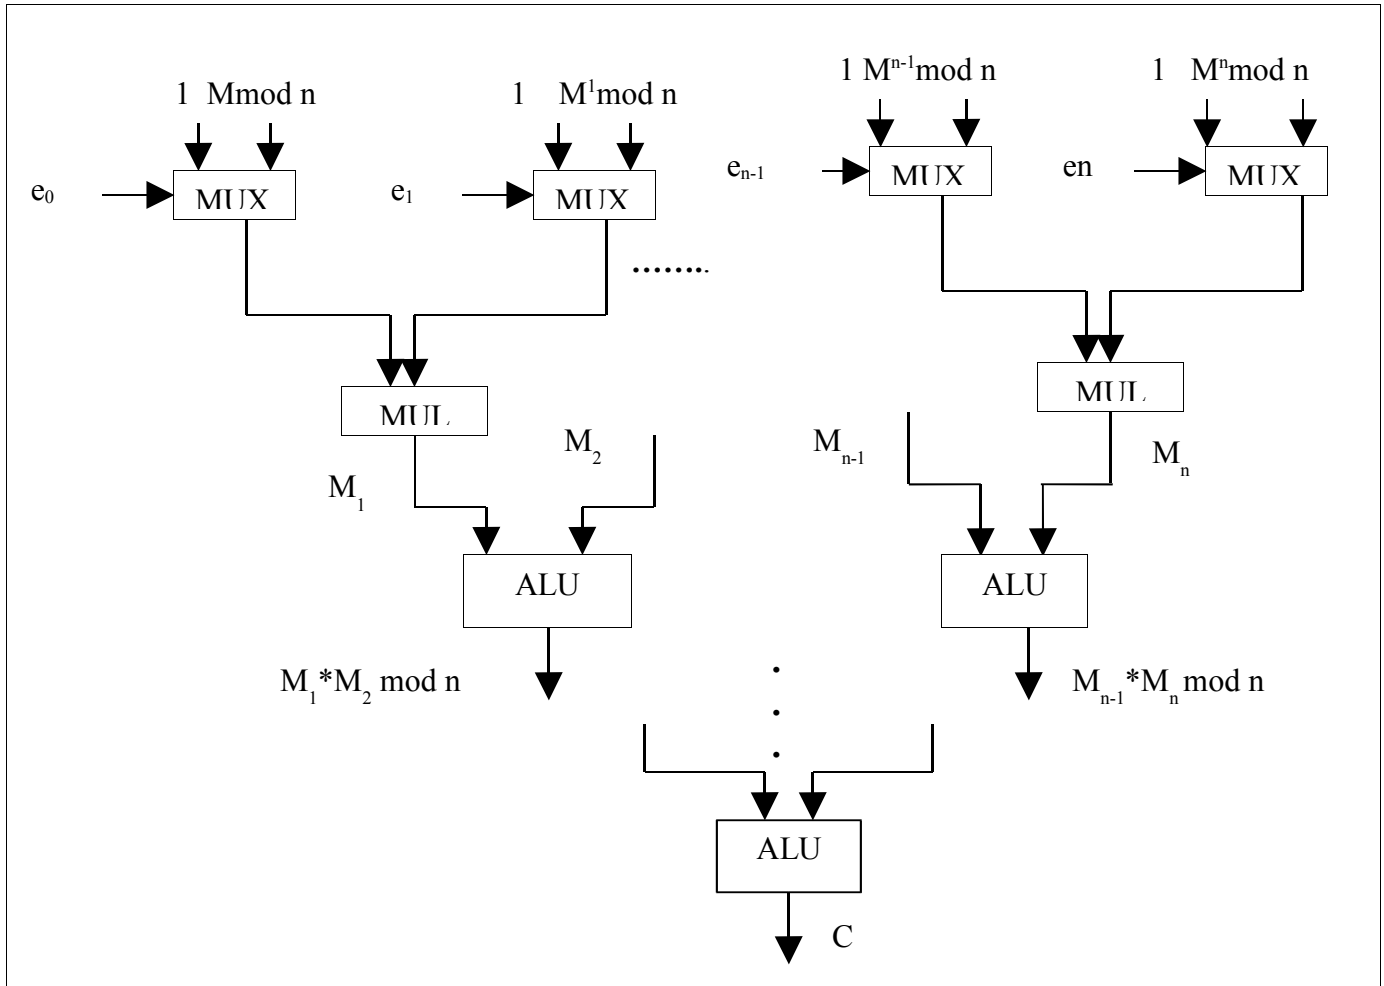 1 Mmod n
1 M¹mod n
1 Mⁿ⁻¹mod n
1 Mⁿmod n
e₀
MUX
e₁
MUX
eₙ₋₁
MUX
en
MUX
........
MUL
MUL
M₁
M₂
Mₙ₋₁
Mₙ
ALU
ALU
M₁*M₂ mod n
Mₙ₋₁*Mₙ mod n
ALU
C